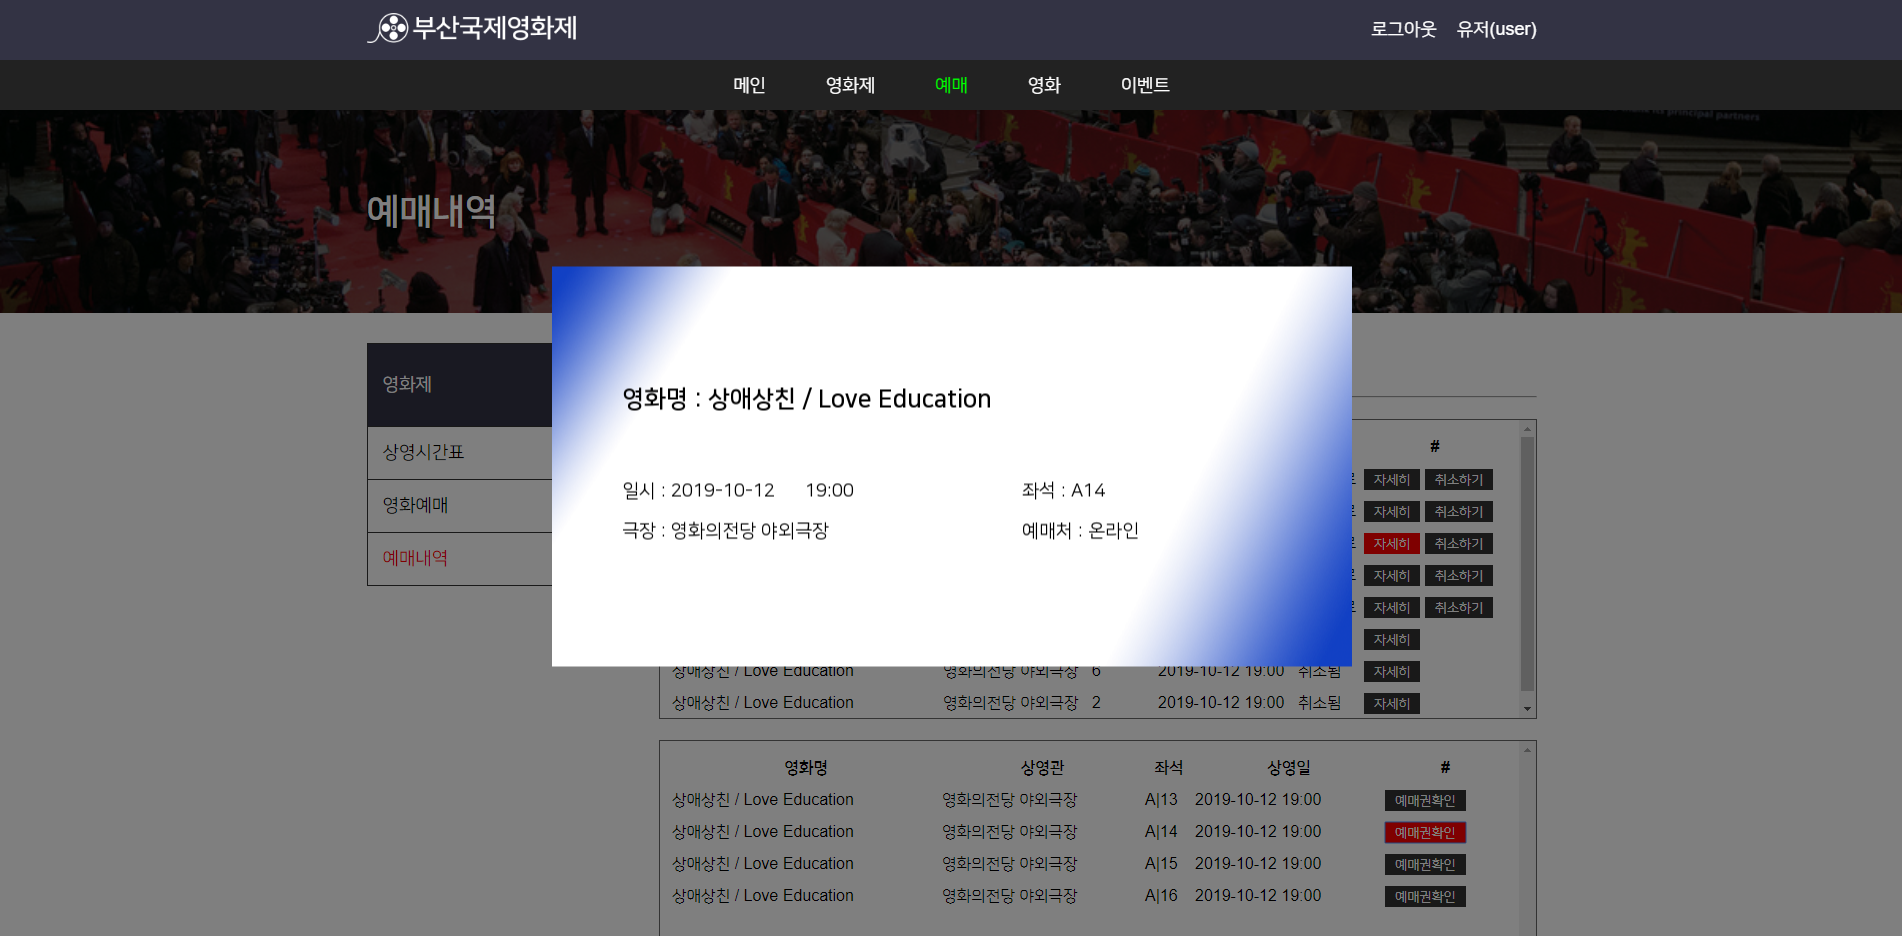 부산국제영화제
로그아웃 유저(user)
메인 영화제 예매 영화 이벤트
예매내역
영화제
상영시간표
영화예매
예매내역
영화명 : 상애상친 / Love Education
일시 : 2019-10-12 19:00 좌석 : A14
극장 : 영화의전당 야외극장 예매처 : 온라인
#
자세히 취소하기
자세히 취소하기
자세히 취소하기
자세히 취소하기
자세히 취소하기
자세히
상애상친 / Love Education 영화의전당 야외극장 6 2019-10-12 19:00 취소됨 자세히
상애상친 / Love Education 영화의전당 야외극장 2 2019-10-12 19:00 취소됨 자세히
영화명 상영관 좌석 상영일 #
상애상친 / Love Education 영화의전당 야외극장 A|13 2019-10-12 19:00 예매권확인
상애상친 / Love Education 영화의전당 야외극장 A|14 2019-10-12 19:00 예매권확인
상애상친 / Love Education 영화의전당 야외극장 A|15 2019-10-12 19:00 예매권확인
상애상친 / Love Education 영화의전당 야외극장 A|16 2019-10-12 19:00 예매권확인